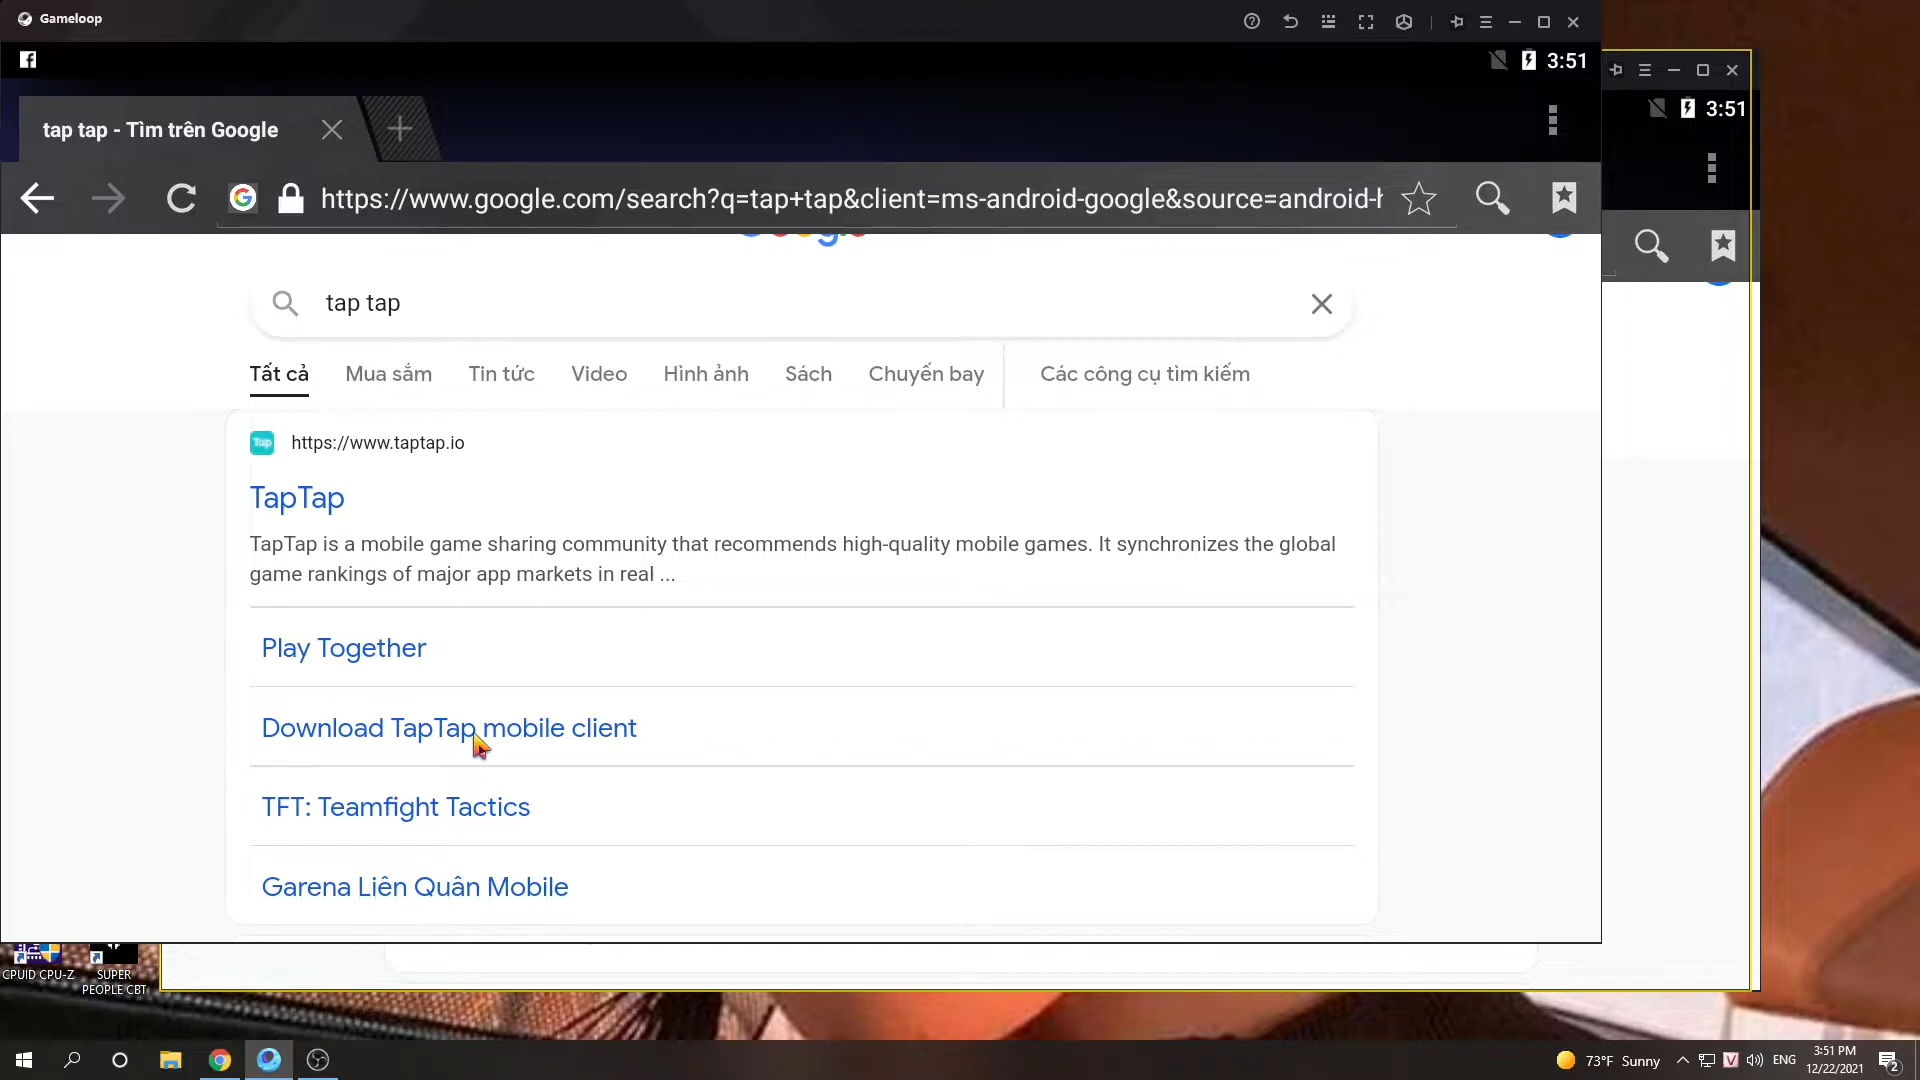 Gameloop
3:51
3:51
tap tap - Tìm trên Google
https://www.google.com/search?q=tap+tap&client=ms-android-google&source=android-h
tap tap
Tất cả
Mua sắm
Tin tức
Video
Hình ảnh
Sách
Chuyến bay
Các công cụ tìm kiếm
Tap
https://www.taptap.io
TapTap
TapTap is a mobile game sharing community that recommends high-quality mobile games. It synchronizes the global
game rankings of major app markets in real ...
Play Together
Download TapTap mobile client
TFT: Teamfight Tactics
Garena Liên Quân Mobile
CPUID CPU-Z
SUPER
PEOPLE CBT
73°F Sunny
V
ENG
3:51 PM
12/22/2021
2